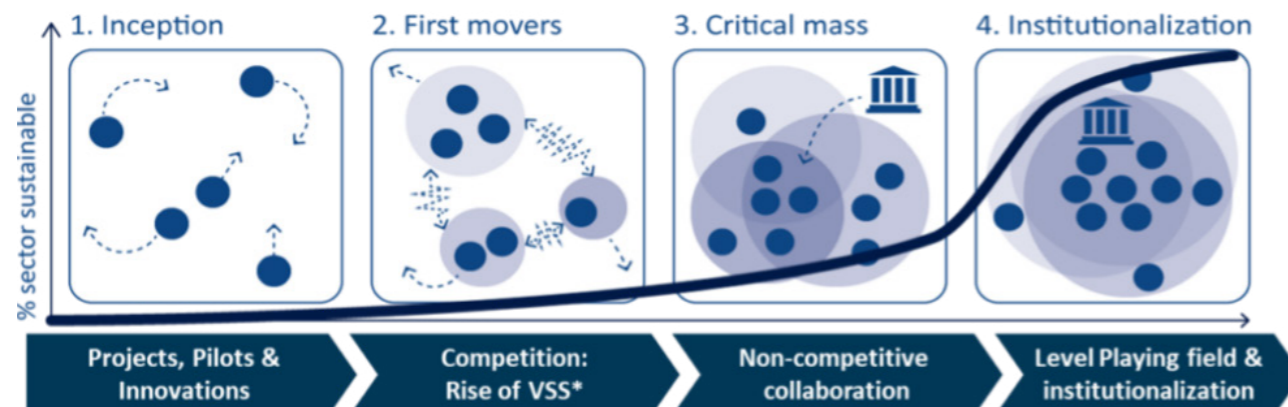 1. Inception
2. First movers
3. Critical mass
4. Institutionalization
% sector sustainable
Projects, Pilots &
Innovations
Competition:
Rise of VSS*
Non-competitive
collaboration
Level Playing field &
institutionalization